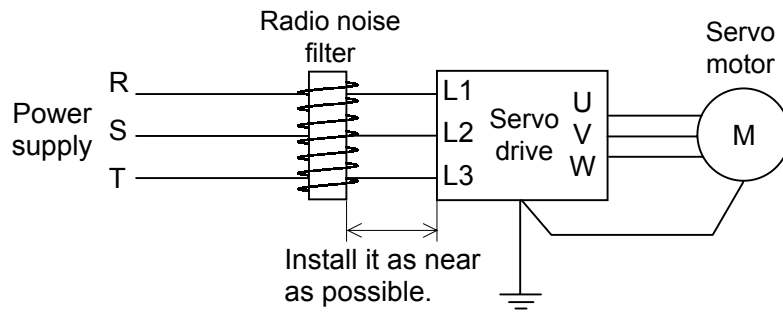 Radio noise
filter
Servo
motor
Power
supply
R
S
T
L1
L2
L3
Servo
drive
U
V
W
M
Install it as near
as possible.